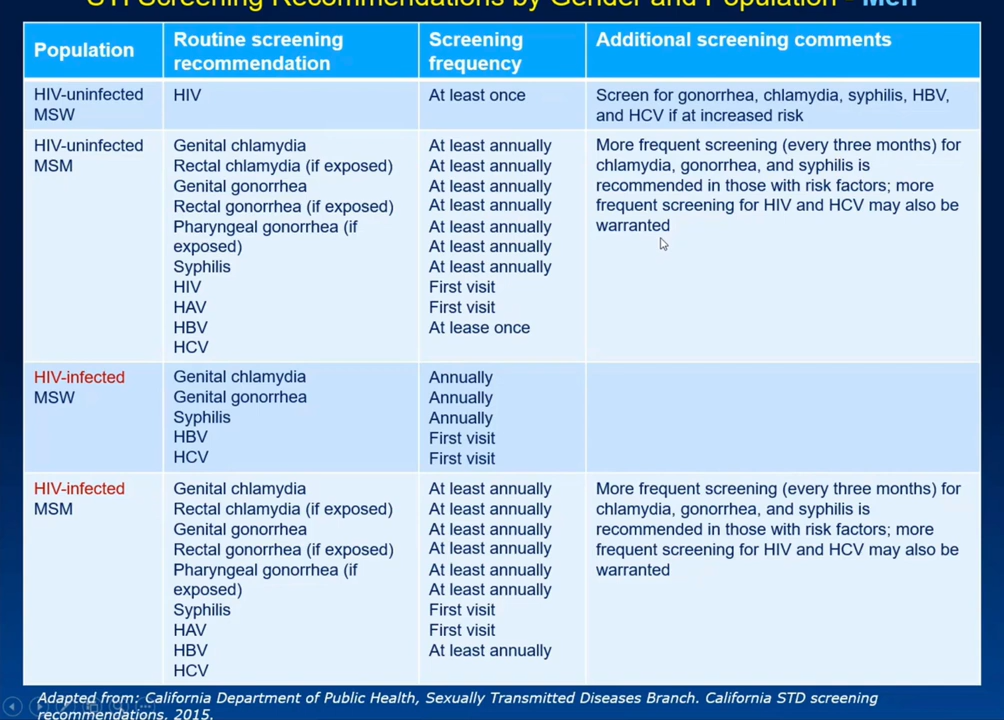 STI Screening Recommendations by Gender and Population - Men
Population
Routine screening
recommendation
Screening
frequency
Additional screening comments
HIV-uninfected
MSW
HIV
At least once
Screen for gonorrhea, chlamydia, syphilis, HBV,
and HCV if at increased risk
HIV-uninfected
MSM
Genital chlamydia
Rectal chlamydia (if exposed)
Genital gonorrhea
Rectal gonorrhea (if exposed)
Pharyngeal gonorrhea (if
exposed)
Syphilis
HIV
HAV
HBV
HCV
At least annually
At least annually
At least annually
At least annually
At least annually
At least annually
At least annually
First visit
First visit
At lease once
More frequent screening (every three months) for
chlamydia, gonorrhea, and syphilis is
recommended in those with risk factors; more
frequent screening for HIV and HCV may also be
warranted
HIV-infected
MSW
Genital chlamydia
Genital gonorrhea
Syphilis
HBV
HCV
Annually
Annually
Annually
First visit
First visit
HIV-infected
MSM
Genital chlamydia
Rectal chlamydia (if exposed)
Genital gonorrhea
Rectal gonorrhea (if exposed)
Pharyngeal gonorrhea (if
exposed)
Syphilis
HAV
HBV
HCV
At least annually
At least annually
At least annually
At least annually
At least annually
At least annually
First visit
First visit
At least annually
More frequent screening (every three months) for
chlamydia, gonorrhea, and syphilis is
recommended in those with risk factors; more
frequent screening for HIV and HCV may also be
warranted
Adapted from: California Department of Public Health, Sexually Transmitted Diseases Branch. California STD screening
recommendations, 2015.